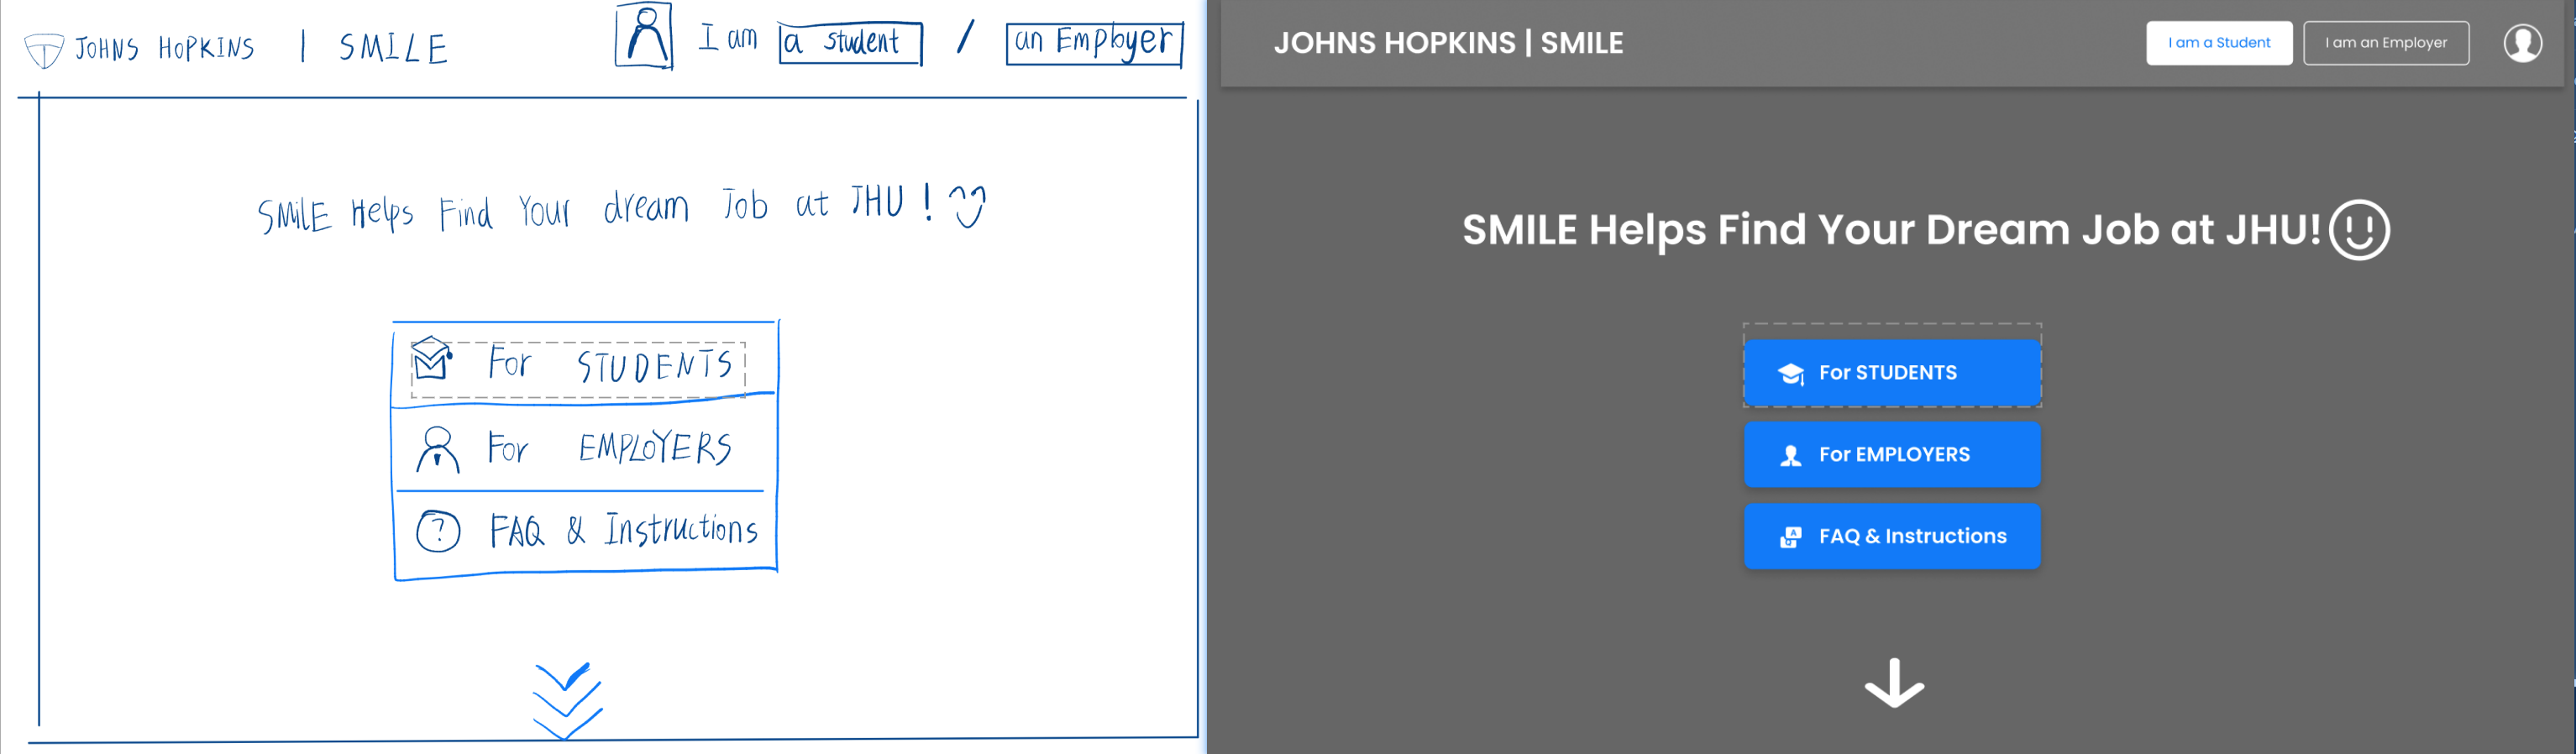 JOHNS HOPKINS | SMILE
I am a student / an Employer
SMILE Helps Find Your dream Job at JHU !
For STUDENTS
For EMPLOYERS
? FAQ & Instructions
JOHNS HOPKINS | SMILE
I am a Student
I am an Employer
SMILE Helps Find Your Dream Job at JHU!
For STUDENTS
For EMPLOYERS
FAQ & Instructions